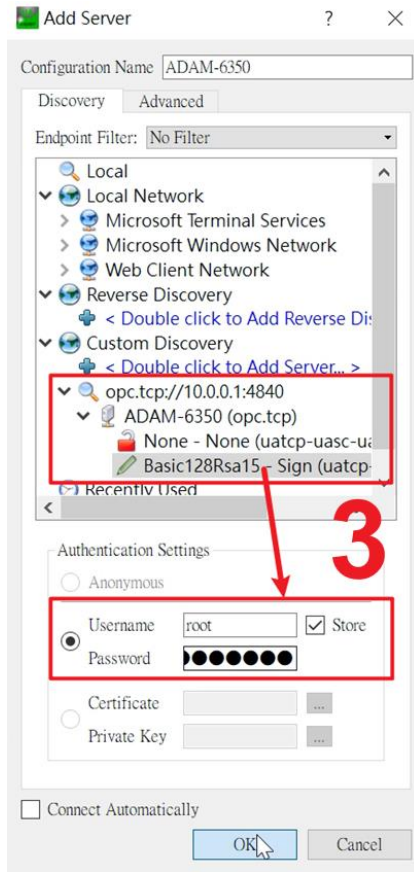 Add Server
Configuration Name ADAM-6350
Discovery Advanced
Endpoint Filter: No Filter
Local
Local Network
Microsoft Terminal Services
Microsoft Windows Network
Web Client Network
Reverse Discovery
< Double click to Add Reverse Di
Custom Discovery
< Double click to Add Server... >
opc.tcp://10.0.0.1:4840
ADAM-6350 (opc.tcp)
None - None (uatcp-uasc-ua
Basic128Rsa15 - Sign (uatcp-
Recently Used
3
Authentication Settings
Anonymous
Username root Store
Password
Certificate ...
Private Key ...
Connect Automatically
OK Cancel